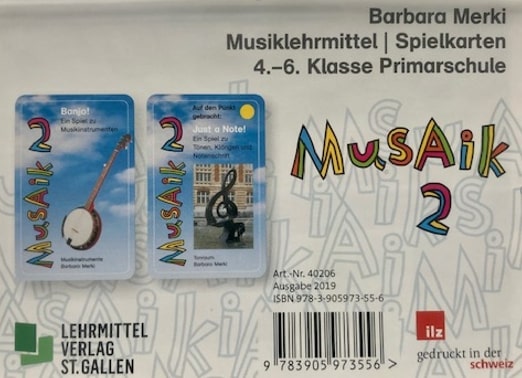 Barbara Merki
Musiklehrmittel | Spielkarten
4.–6. Klasse Primarschule
Banjo!
Ein Spiel zu
Musikinstrumenten
MusAik 2
Musikinstrumente
Barbara Merki
Auf den Punkt
gebracht:
Just a Note!
Ein Spiel zu
Tönen, Klängen und
Notenschrift
MusAik 2
Tonicum
Barbara Merki
MusAik
2
Art.-Nr. 40206
Ausgabe 2019
ISBN 978-3-905973-55-6
9 783905 973556 >
LEHRMITTEL
VERLAG
ST.GALLEN
ilz
gedruckt in der
schweiz